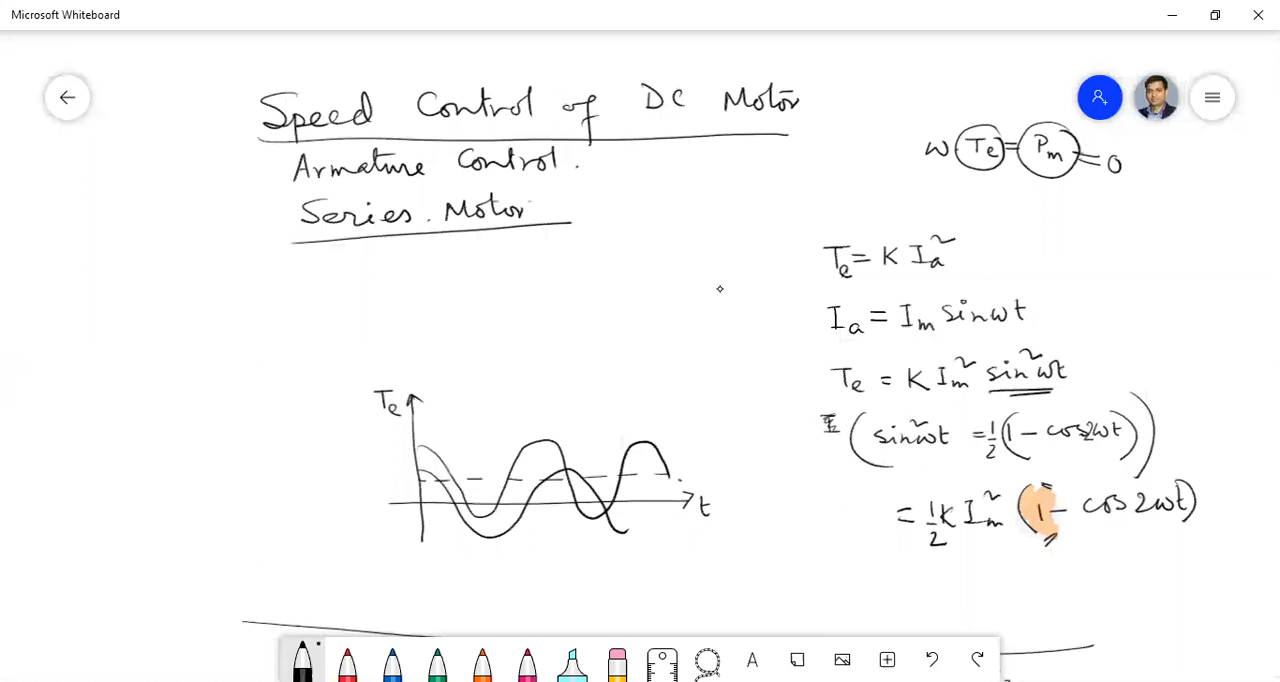 Microsoft Whiteboard
Speed Control of DC Motor
Armature Control.
Series. Motor
ω Te = Pm = 0
Te = K Ia²
Ia = Im sinωt
Te = K Im² sin²ωt
(sin²ωt = 1/2 (1 - cos2ωt))
= 1/2 K Im² (1 - cos2ωt)
Te
t
A